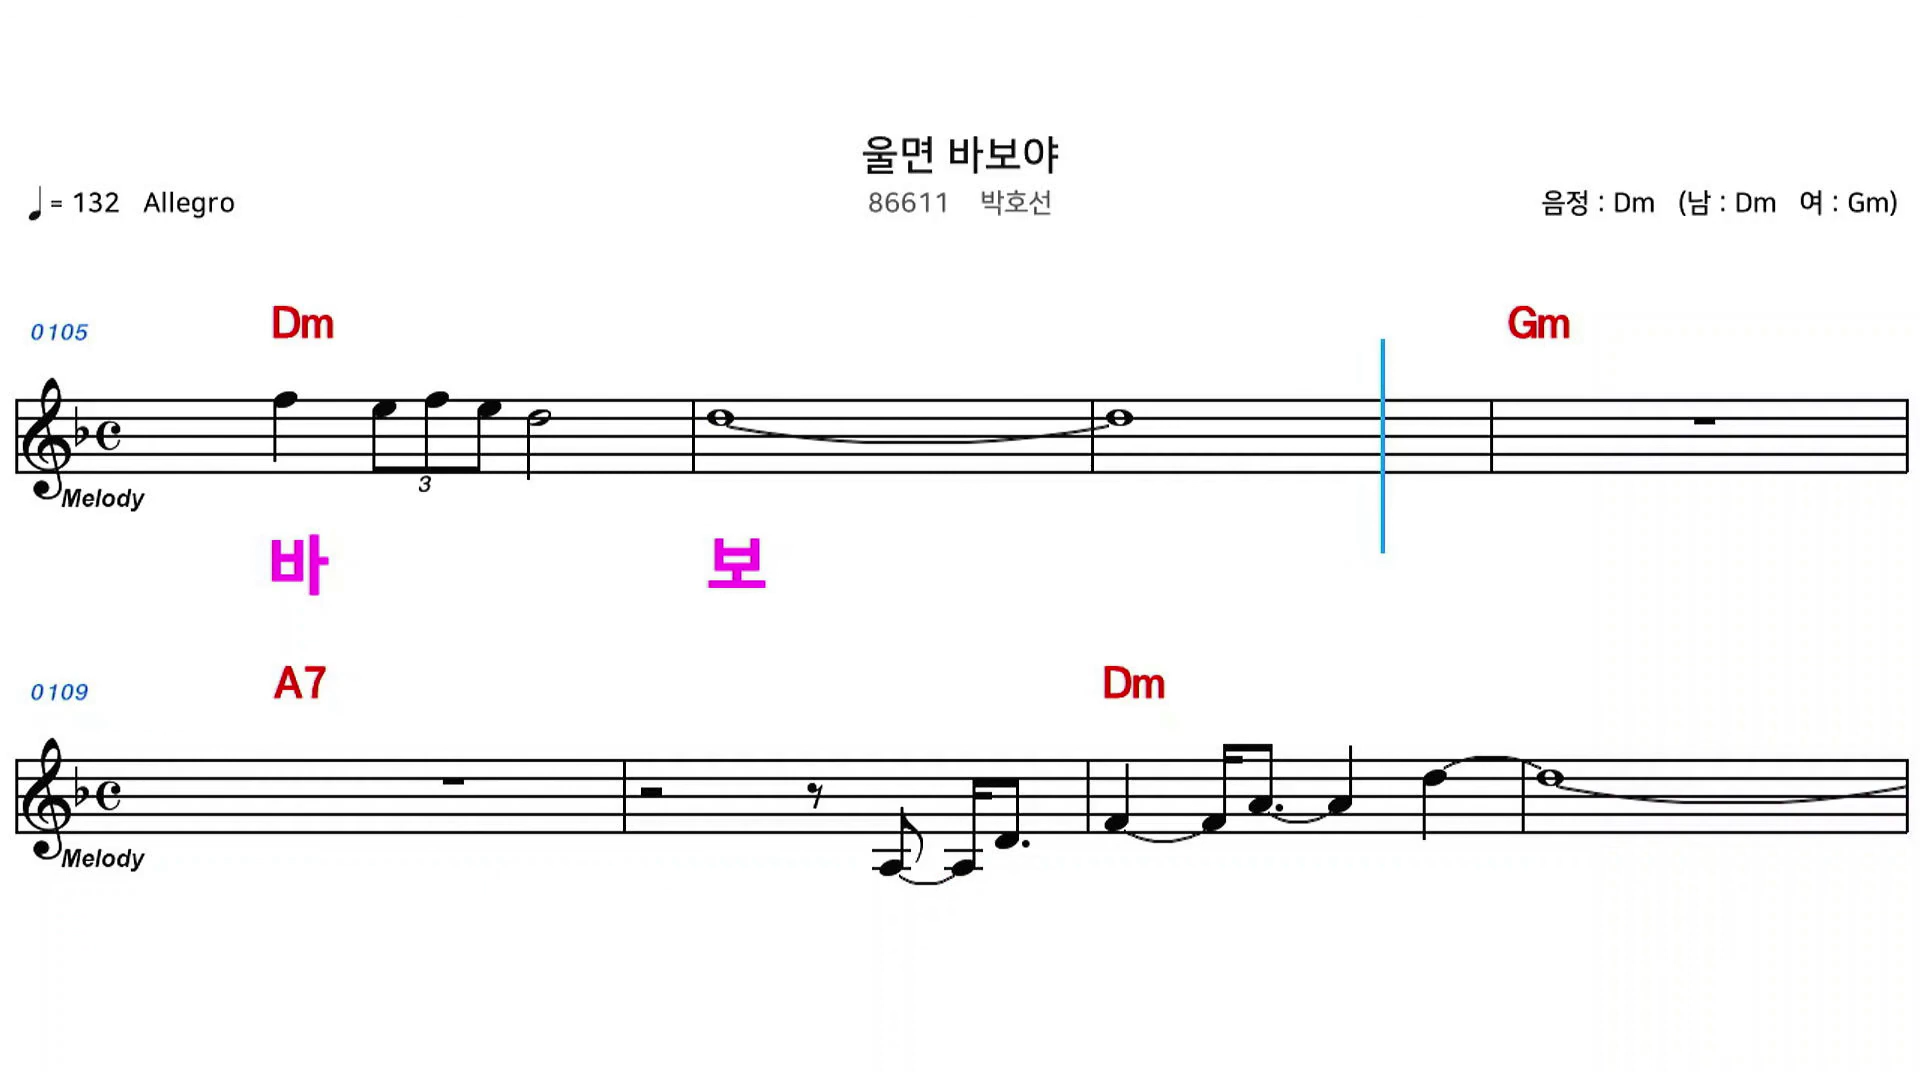 울면 바보야
= 132 Allegro
86611 박호선
음정 : Dm (남 : Dm 여 : Gm)
0105 Dm Gm
3
Melody
바 보
0109 A7 Dm
Melody